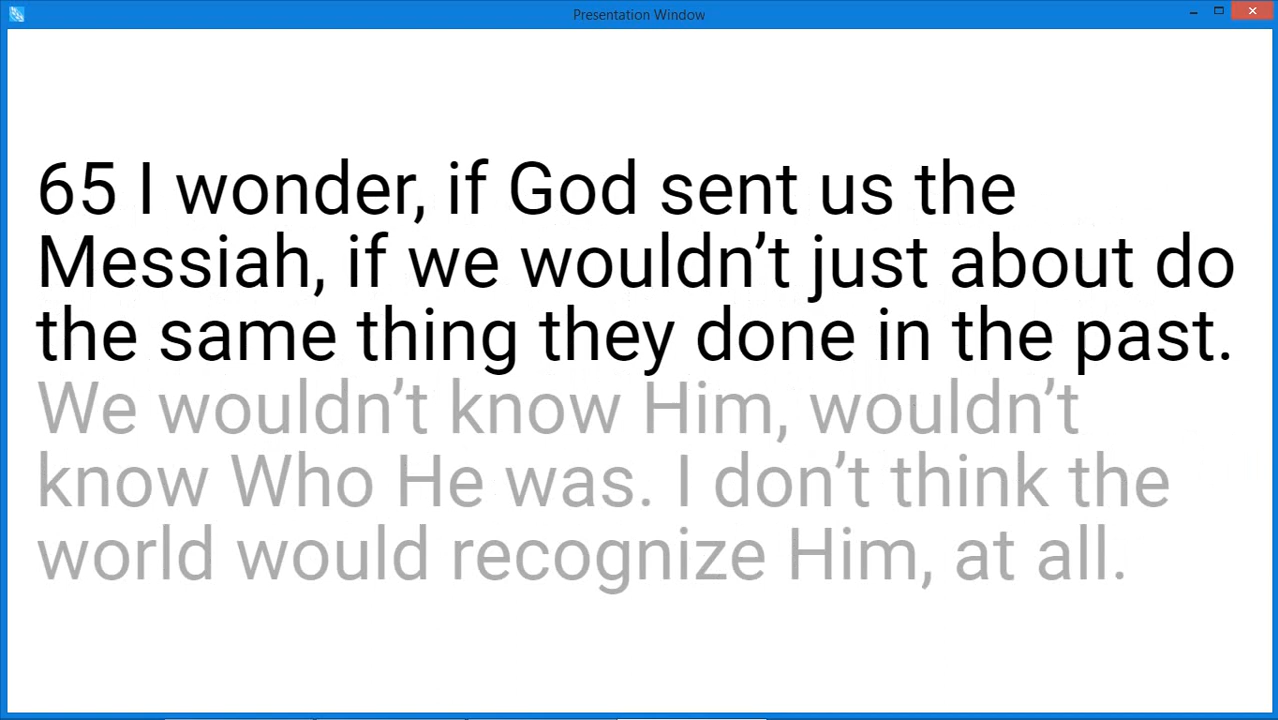 Presentation Window
65 I wonder, if God sent us the
Messiah, if we wouldn’t just about do
the same thing they done in the past.
We wouldn’t know Him, wouldn’t
know Who He was. I don’t think the
world would recognize Him, at all.